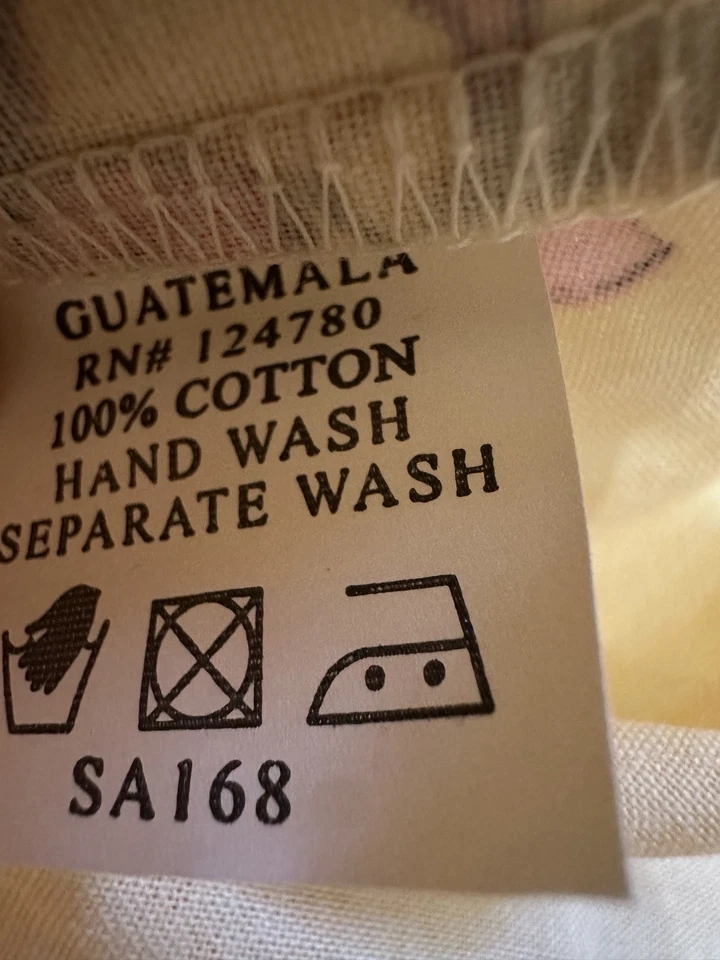 GUATEMALA
RN# 124780
100% COTTON
HAND WASH
SEPARATE WASH
SA168